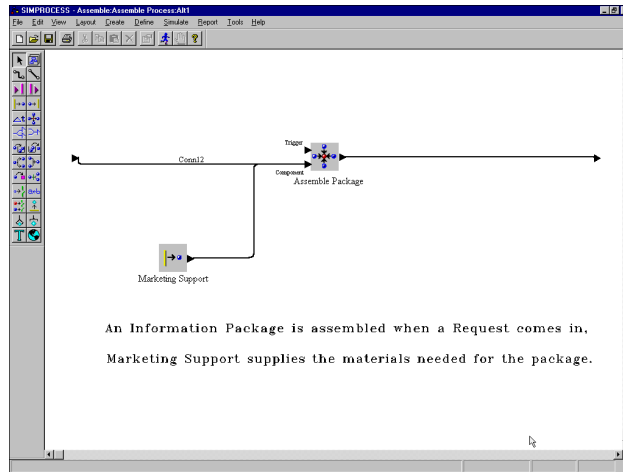 SIMPROCESS - Assemble:Assemble Process:Alt1
File Edit View Layout Create Define Simulate Report Tools Help
Trigger
Conn12
Component
Assemble Package
Marketing Support
An Information Package is assembled when a Request comes in,
Marketing Support supplies the materials needed for the package.